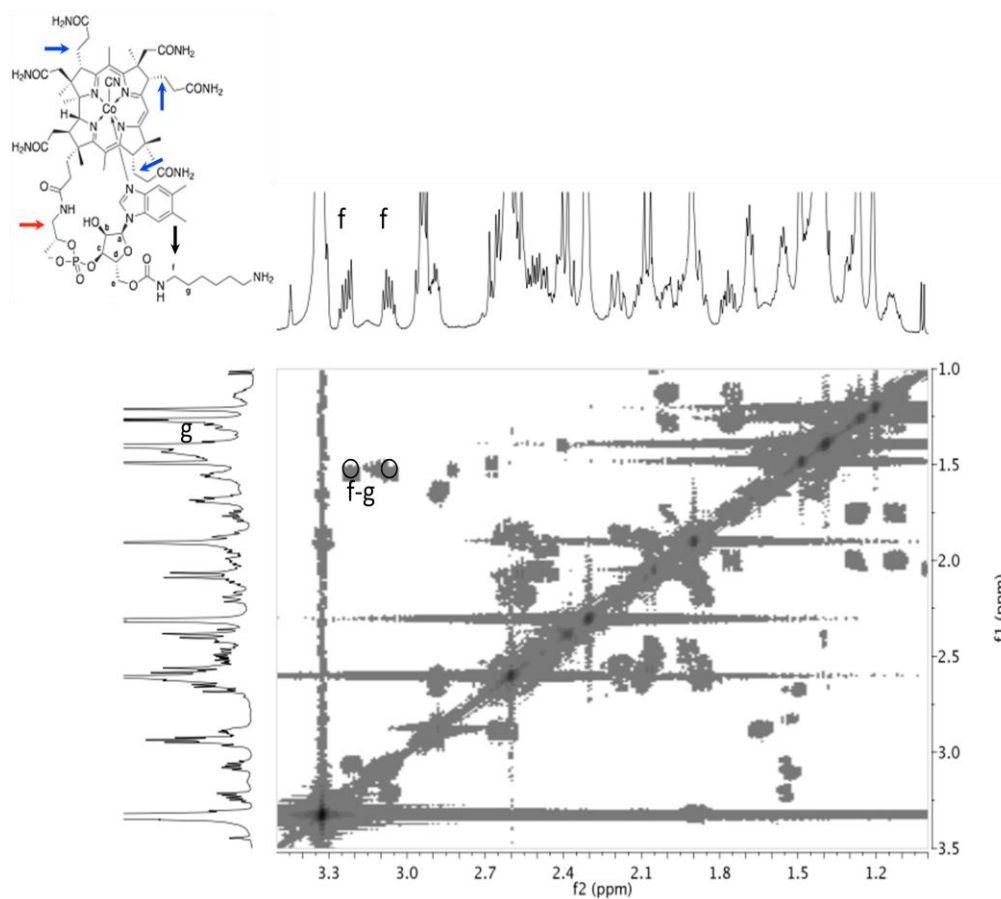 H₂NOC
CONH₂
H₂NOC
CN
CONH₂
N
N
Co
H
N
N
H₂NOC
CONH₂
O
N
NH
HO
N
b
a
O
O
c
d
⁻O
P
O
O
f
NH₂
O
e
O
N
H
g
f
f
g
f-g
1.0
1.5
2.0
2.5
3.0
3.5
f1 (ppm)
3.3
3.0
2.7
2.4
2.1
1.8
1.5
1.2
f2 (ppm)